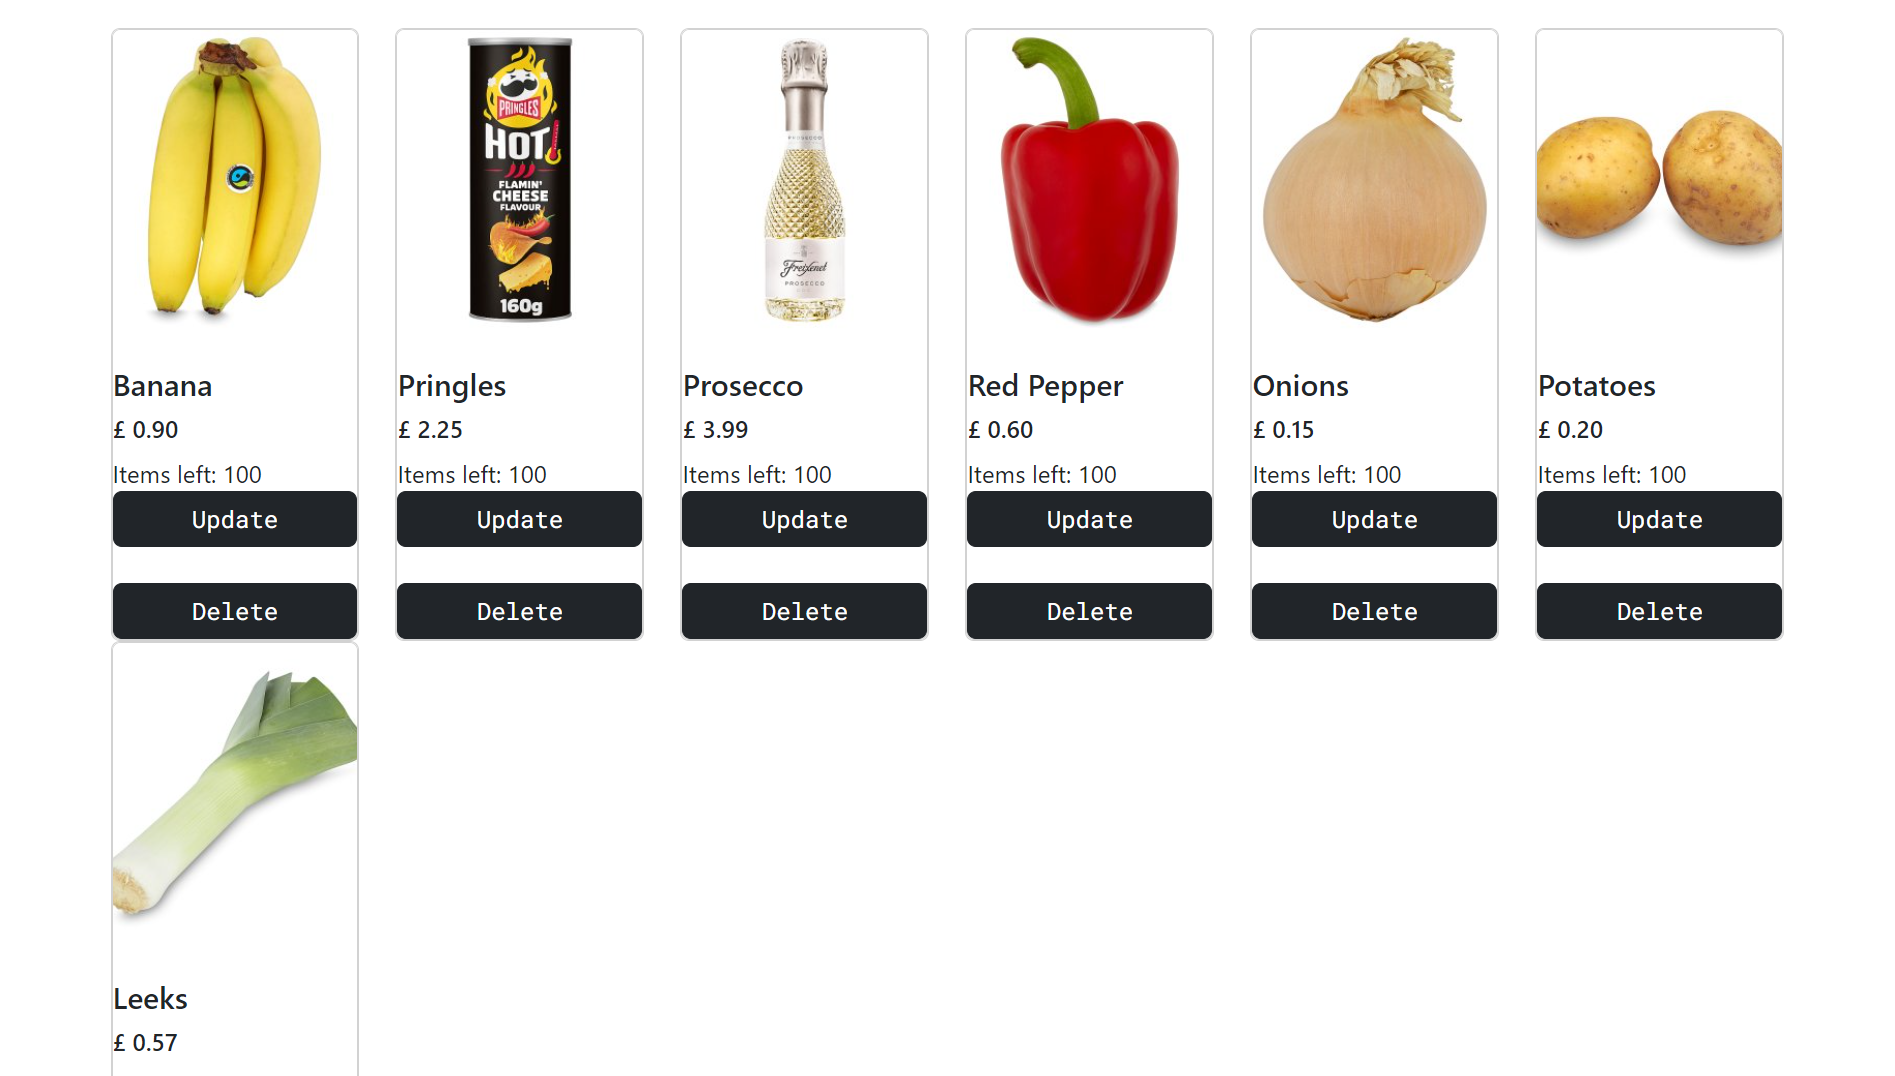 PRINGLES
HOT!
FLAMIN'
CHEESE
FLAVOUR
160g
PROSECCO
Freixenet
PROSECCO
Banana
£ 0.90
Items left: 100
Update
Delete
Pringles
£ 2.25
Items left: 100
Update
Delete
Prosecco
£ 3.99
Items left: 100
Update
Delete
Red Pepper
£ 0.60
Items left: 100
Update
Delete
Onions
£ 0.15
Items left: 100
Update
Delete
Potatoes
£ 0.20
Items left: 100
Update
Delete
Leeks
£ 0.57